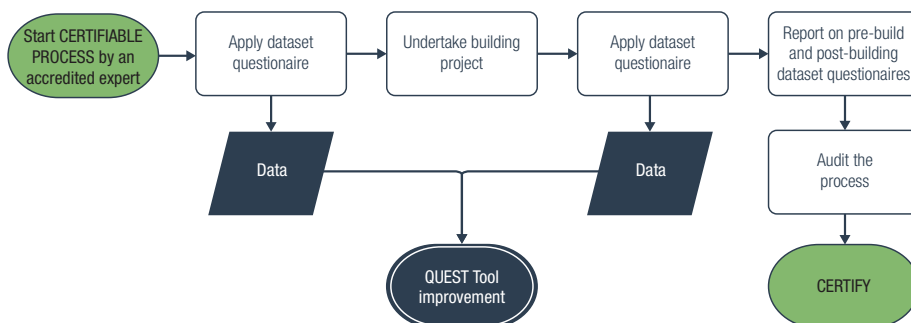 Start CERTIFIABLE
PROCESS by an
accredited expert
Apply dataset
questionaire
Undertake building
project
Apply dataset
questionaire
Report on pre-build
and post-building
dataset questionaires
Data
Data
Audit the
process
QUEST Tool
improvement
CERTIFY